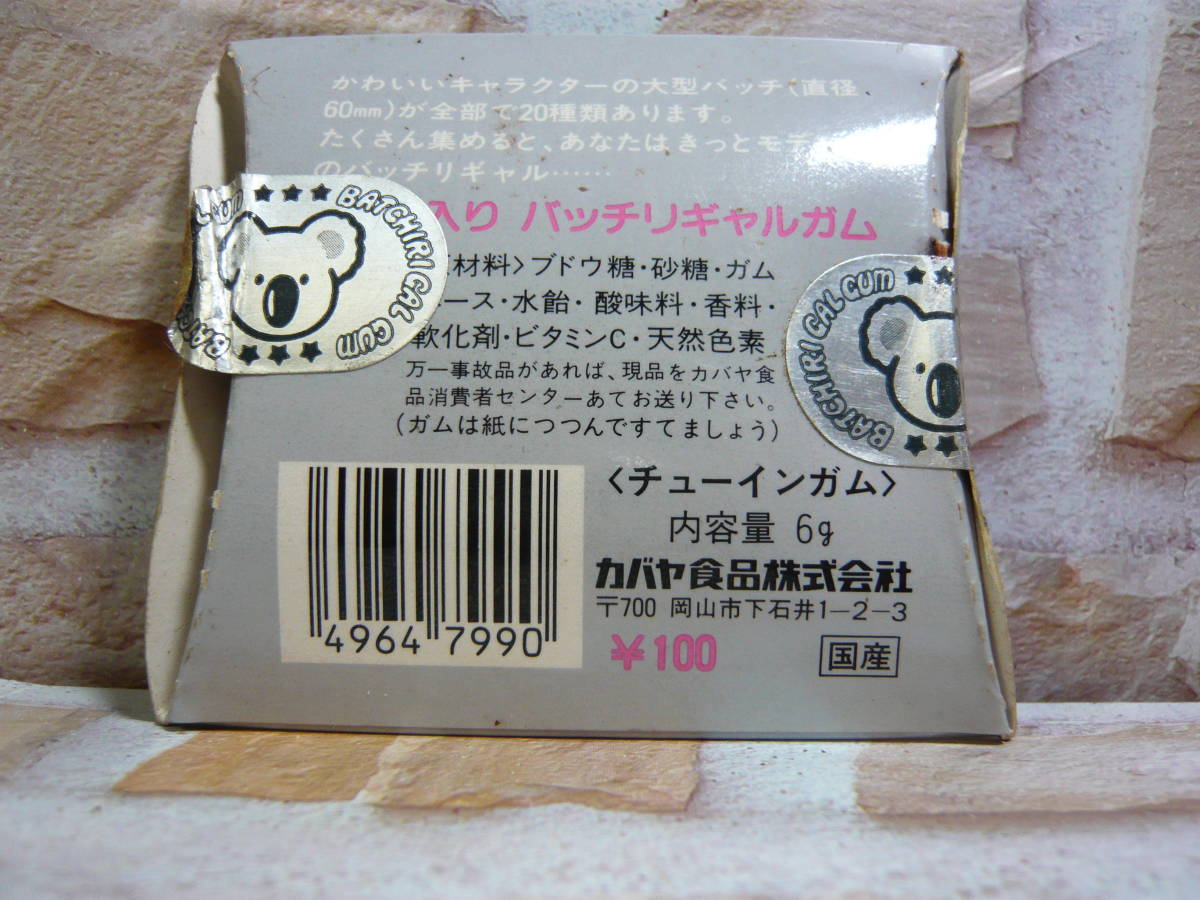 かわいいキャラクターの大型バッチ(直径
60mm)が全部で20種類あります。
たくさん集めると、あなたはきっとモデ
のバッチリギャル……
入り バッチリギャルガム
材料〉ブドウ糖・砂糖・ガム
ース・水飴・酸味料・香料・
軟化剤・ビタミンC・天然色素
万一事故品があれば、現品をカバヤ食
品消費者センターあてお送り下さい。
(ガムは紙につつんですてましょう)
〈チューインガム〉
内容量 6g
カバヤ食品株式会社
〒700 岡山市下石井1-2-3
¥100
国産
4964 7990
★★★ BATCHIRI GAL GUM ★★★
BATCHIRI GAL GUM